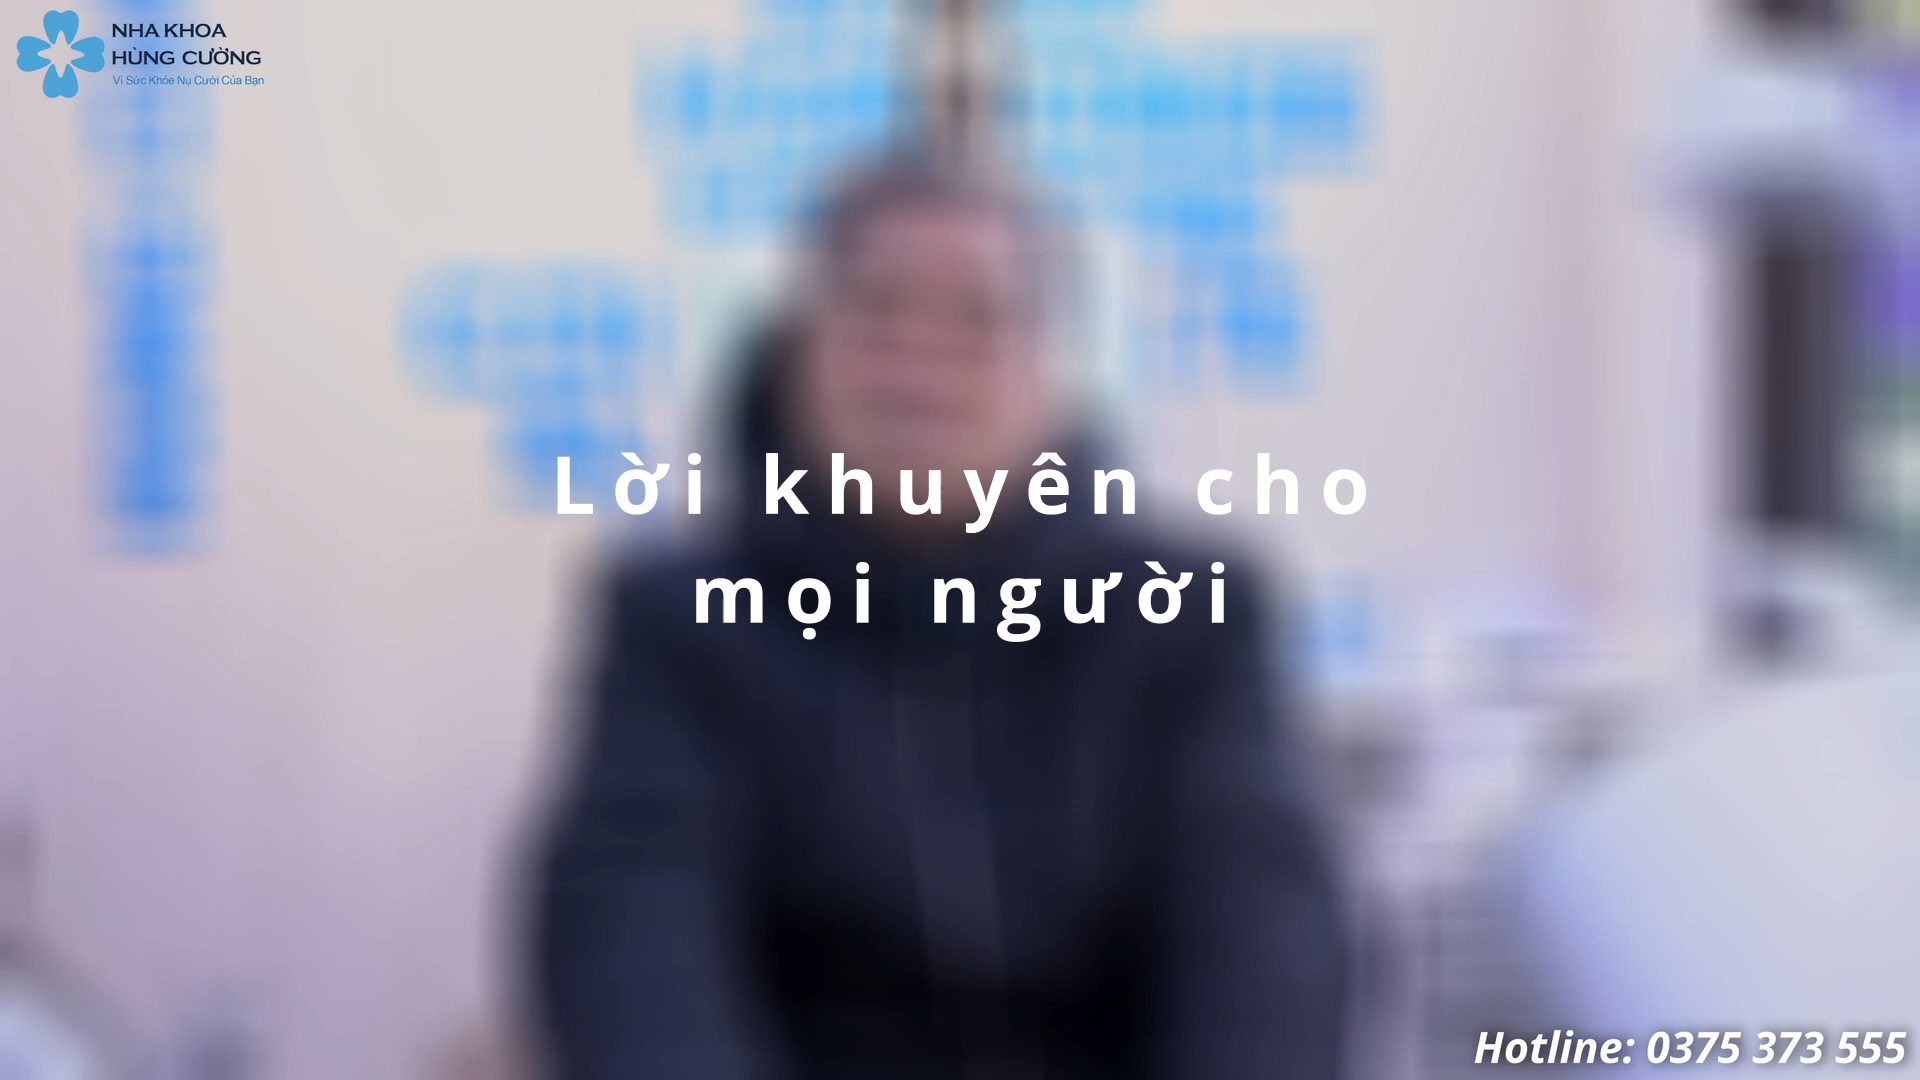 NHA KHOA
HÙNG CƯỜNG
Vì Sức Khỏe Nụ Cười Của Bạn
Lời khuyên cho
mọi người
Hotline: 0375 373 555